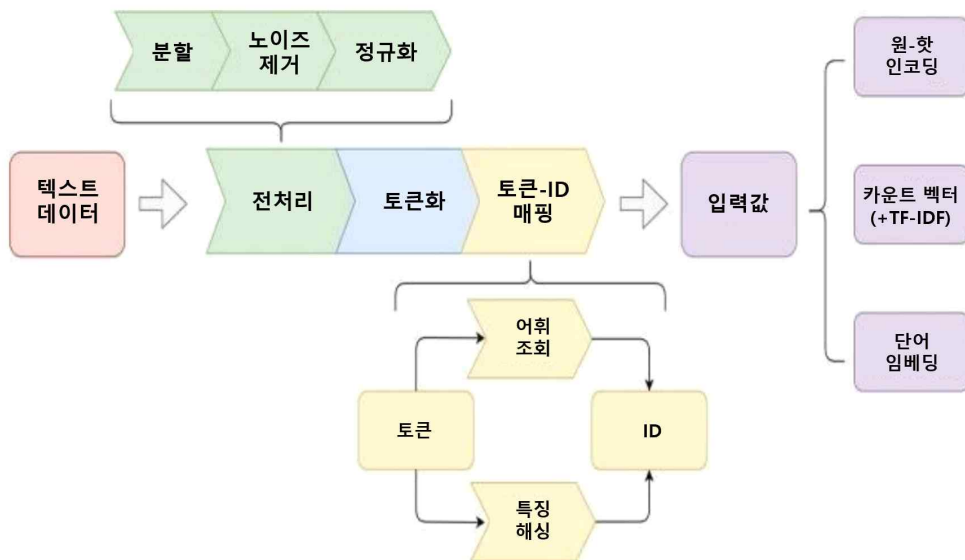 분할
노이즈
제거
정규화
원-핫
인코딩
텍스트
데이터
전처리
토큰화
토큰-ID
매핑
입력값
카운트 벡터
(+TF-IDF)
어휘
조회
단어
임베딩
토큰
ID
특징
해싱